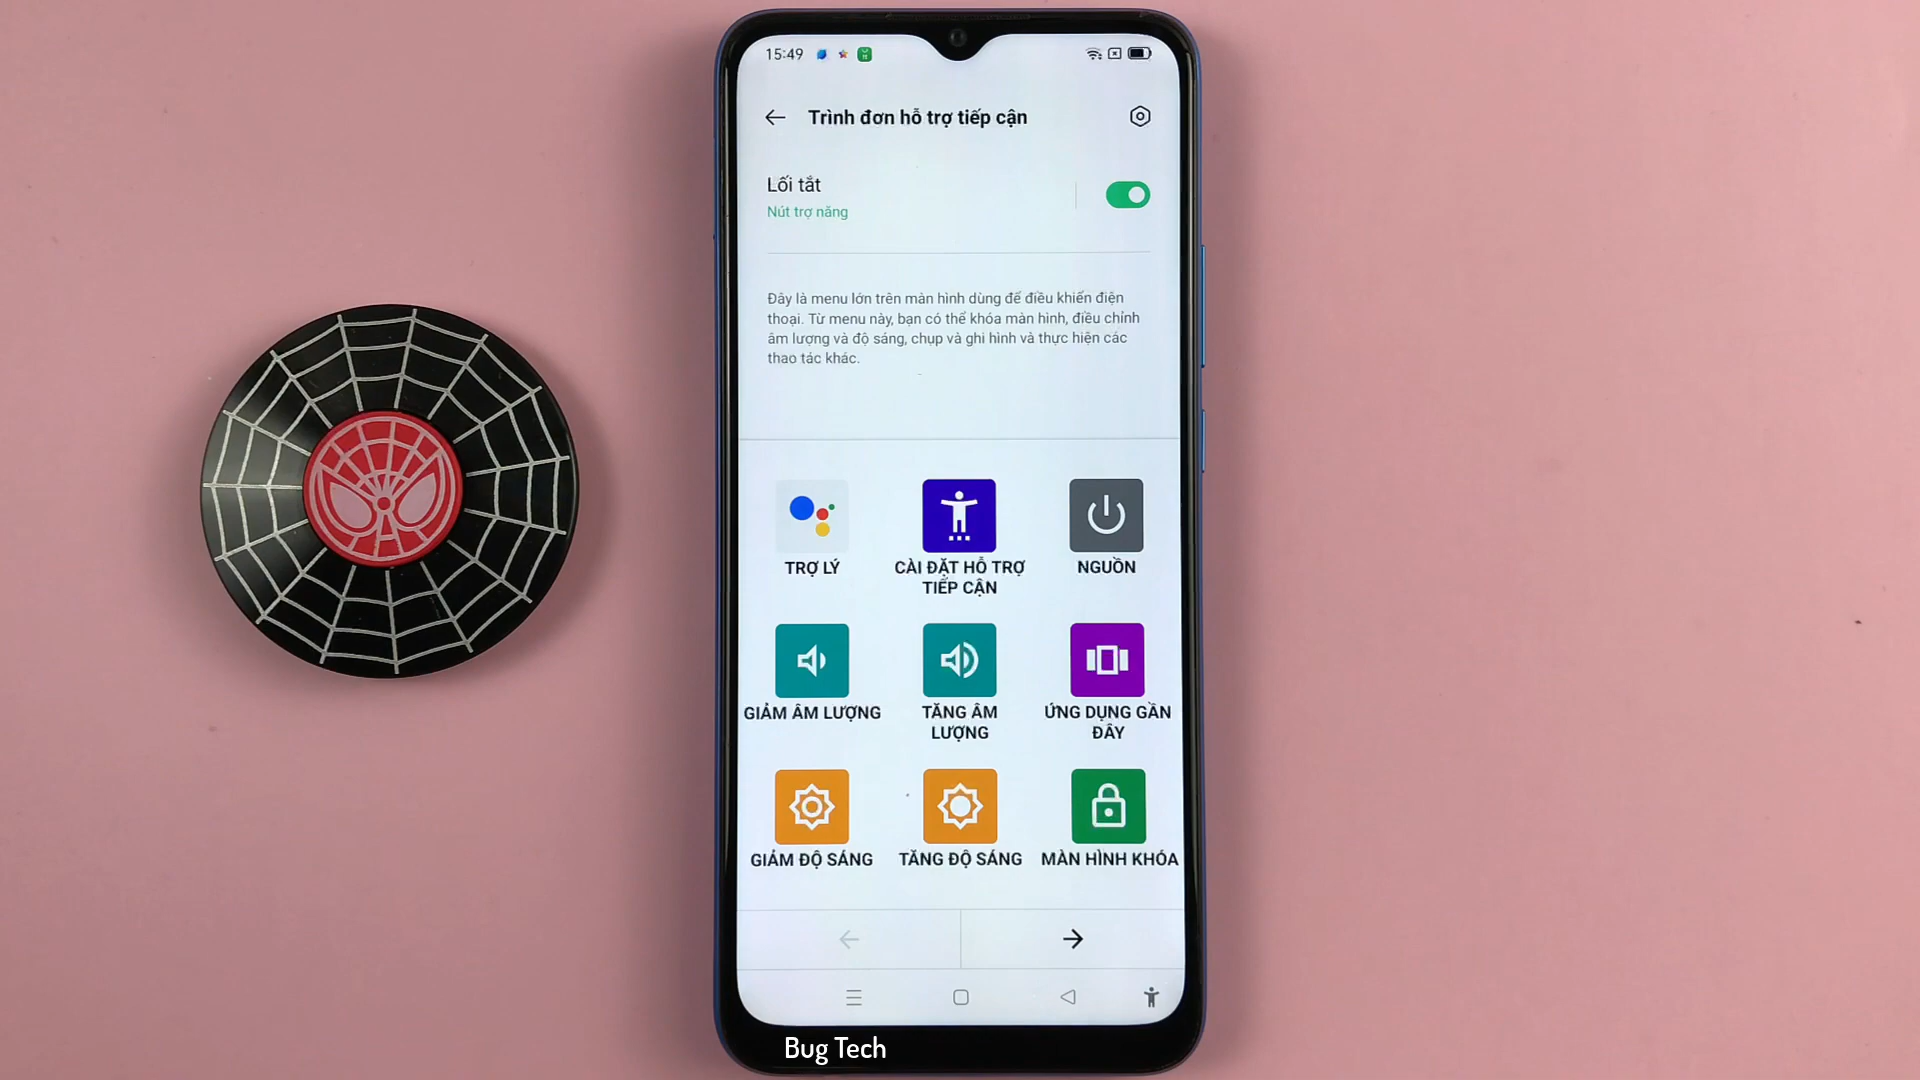 15:49
Trình đơn hỗ trợ tiếp cận
Lối tắt
Nút trợ năng
Đây là menu lớn trên màn hình dùng để điều khiển điện
thoại. Từ menu này, bạn có thể khóa màn hình, điều chỉnh
âm lượng và độ sáng, chụp và ghi hình và thực hiện các
thao tác khác.
TRỢ LÝ
CÀI ĐẶT HỖ TRỢ
TIẾP CẬN
NGUỒN
GIẢM ÂM LƯỢNG
TĂNG ÂM
LƯỢNG
ỨNG DỤNG GẦN
ĐÂY
GIẢM ĐỘ SÁNG
TĂNG ĐỘ SÁNG
MÀN HÌNH KHÓA
Bug Tech